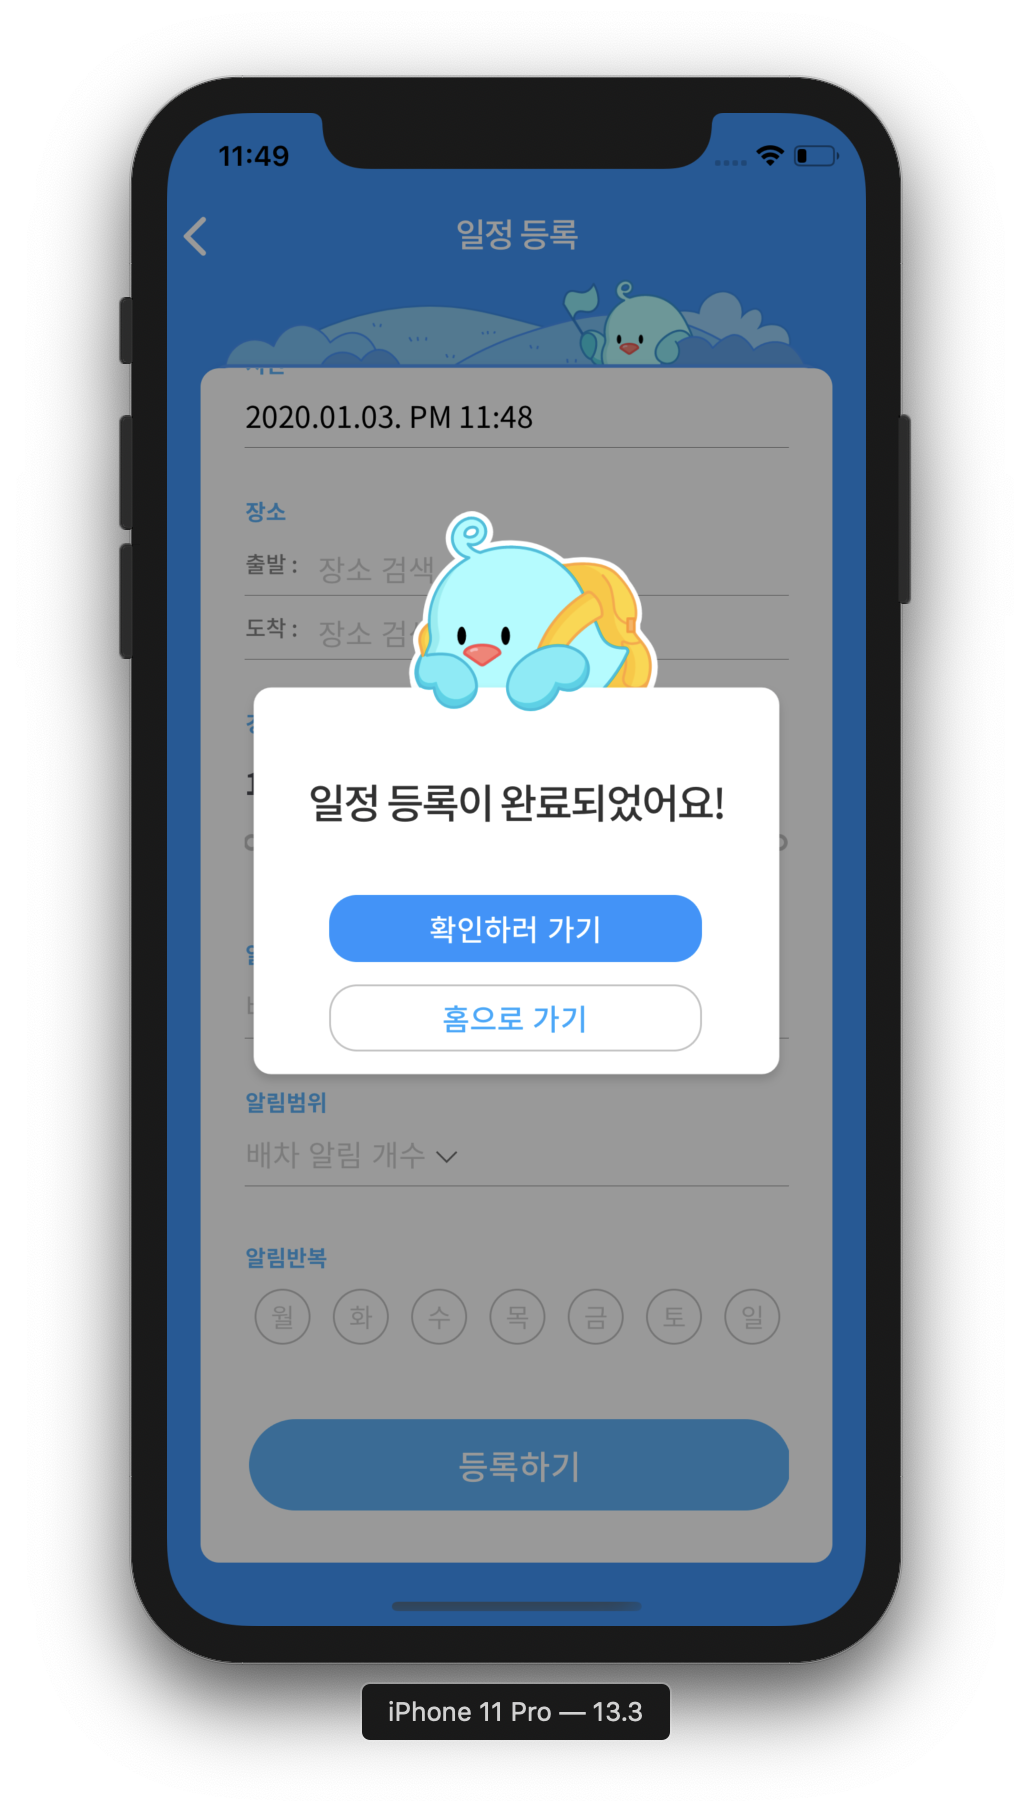 11:49
일정 등록
2020.01.03. PM 11:48
장소
출발 : 장소 검색
도착 : 장소
일정 등록이 완료되었어요!
확인하러 가기
홈으로 가기
알림범위
배차 알림 개수
알림반복
월 화 수 목 금 토 일
등록하기
iPhone 11 Pro — 13.3